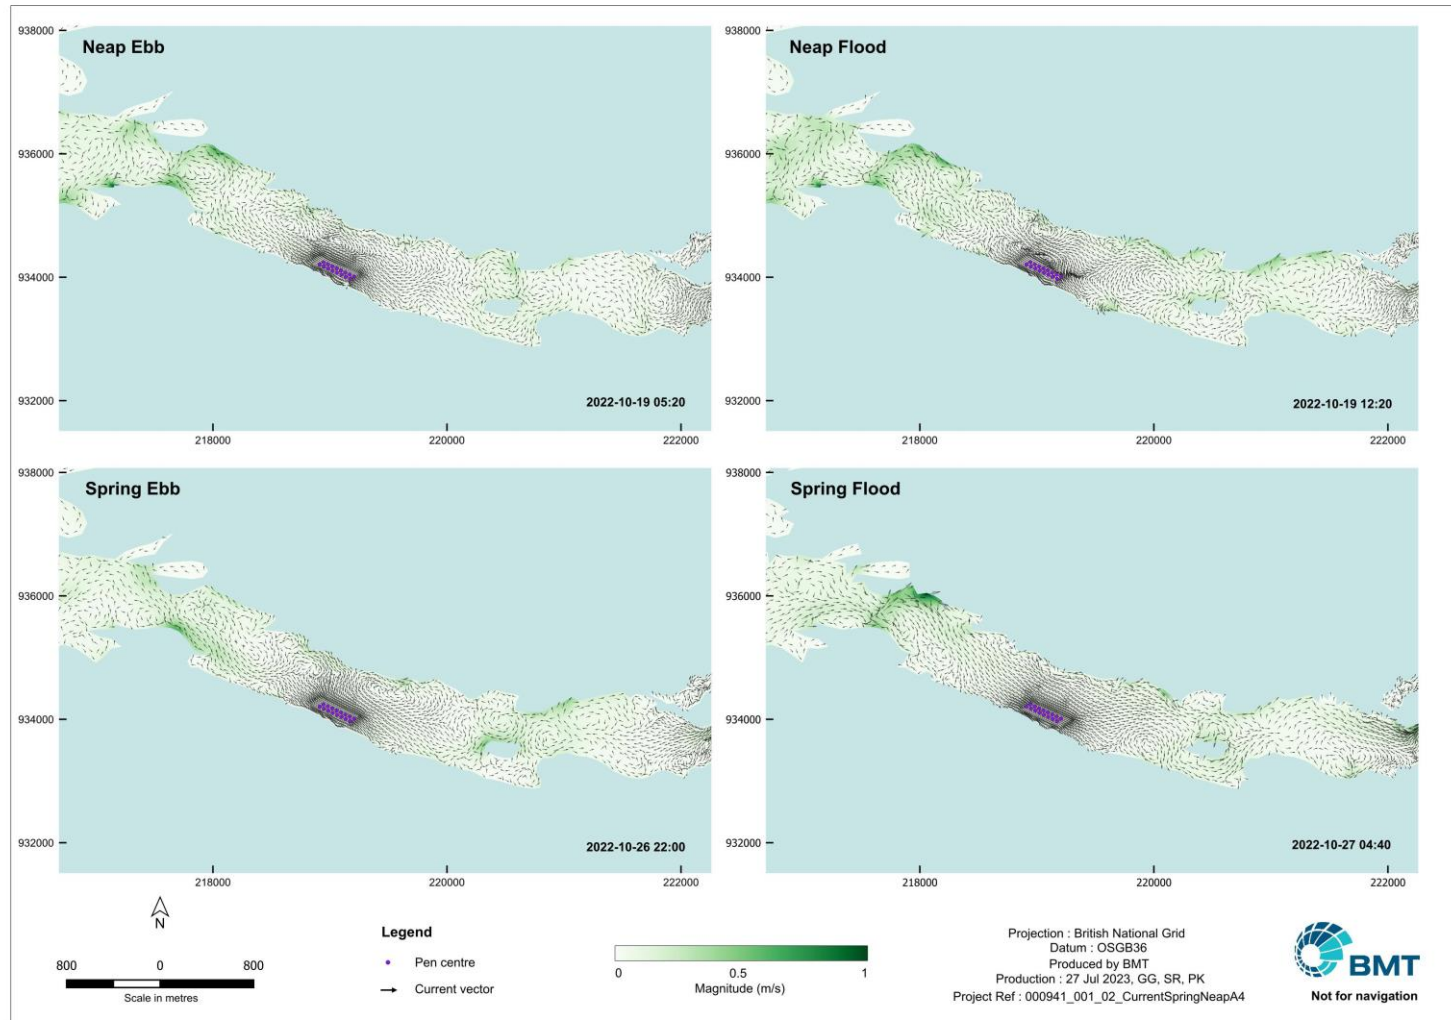 Neap Ebb
938000
936000
934000
932000
218000
220000
222000
2022-10-19 05:20
Neap Flood
938000
936000
934000
932000
218000
220000
222000
2022-10-19 12:20
Spring Ebb
938000
936000
934000
932000
218000
220000
222000
2022-10-26 22:00
Spring Flood
938000
936000
934000
932000
218000
220000
222000
2022-10-27 04:40
N
800 0 800
Scale in metres
Legend
Pen centre
Current vector
0 0.5 1
Magnitude (m/s)
Projection : British National Grid
Datum : OSGB36
Produced by BMT
Production : 27 Jul 2023, GG, SR, PK
Project Ref : 000941_001_02_CurrentSpringNeapA4
BMT
Not for navigation